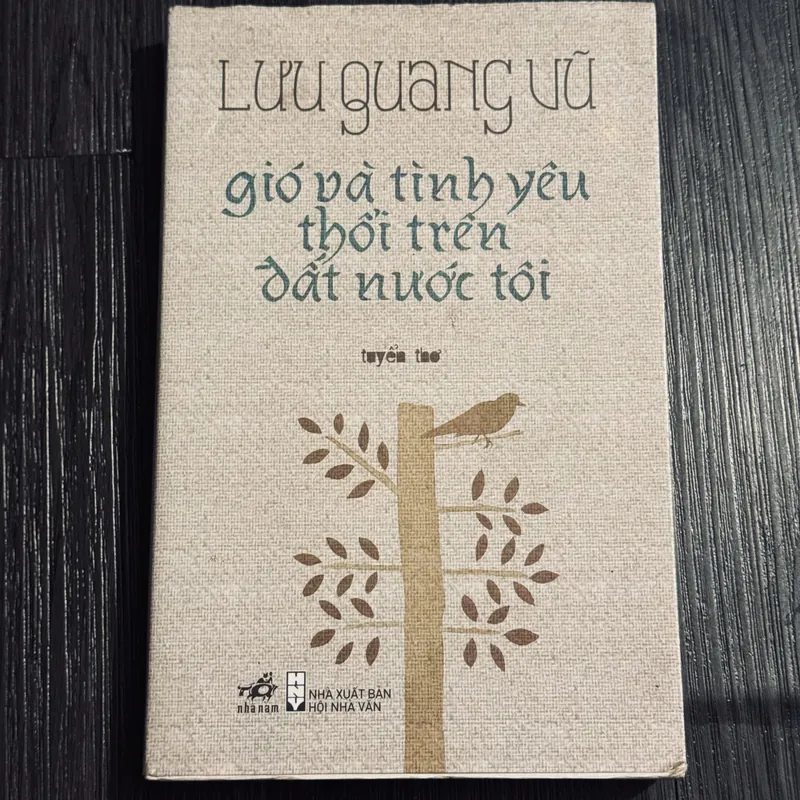 LƯU QUANG VŨ
gió và tình yêu
thổi trên
đất nước tôi
tuyển thơ
nhã nam
HNV
NHÀ XUẤT BẢN
HỘI NHÀ VĂN